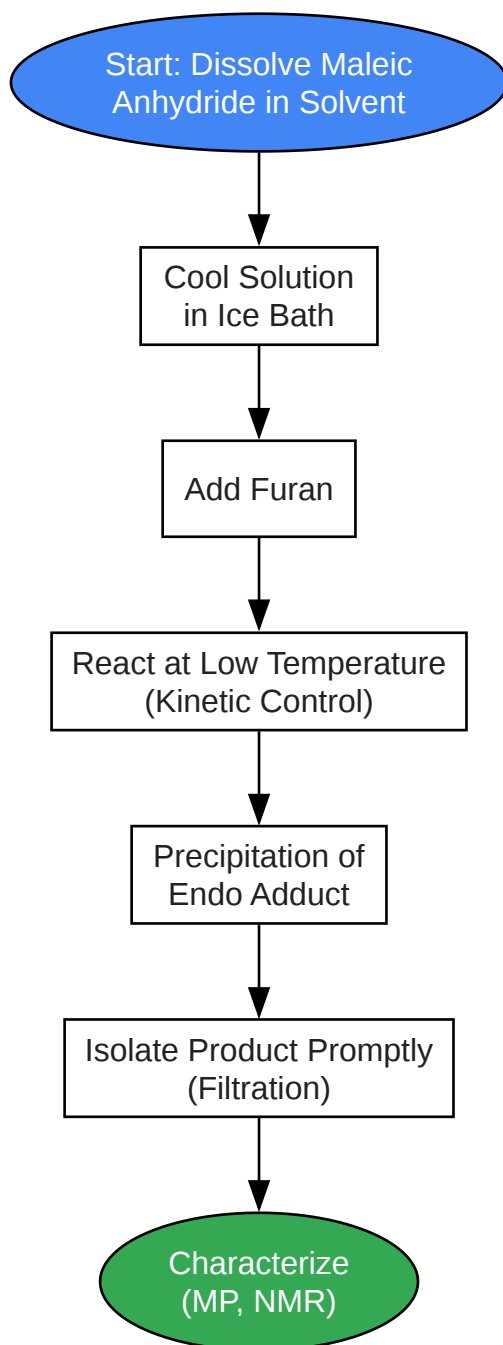 Start: Dissolve Maleic
Anhydride in Solvent
Cool Solution
in Ice Bath
Add Furan
React at Low Temperature
(Kinetic Control)
Precipitation of
Endo Adduct
Isolate Product Promptly
(Filtration)
Characterize
(MP, NMR)